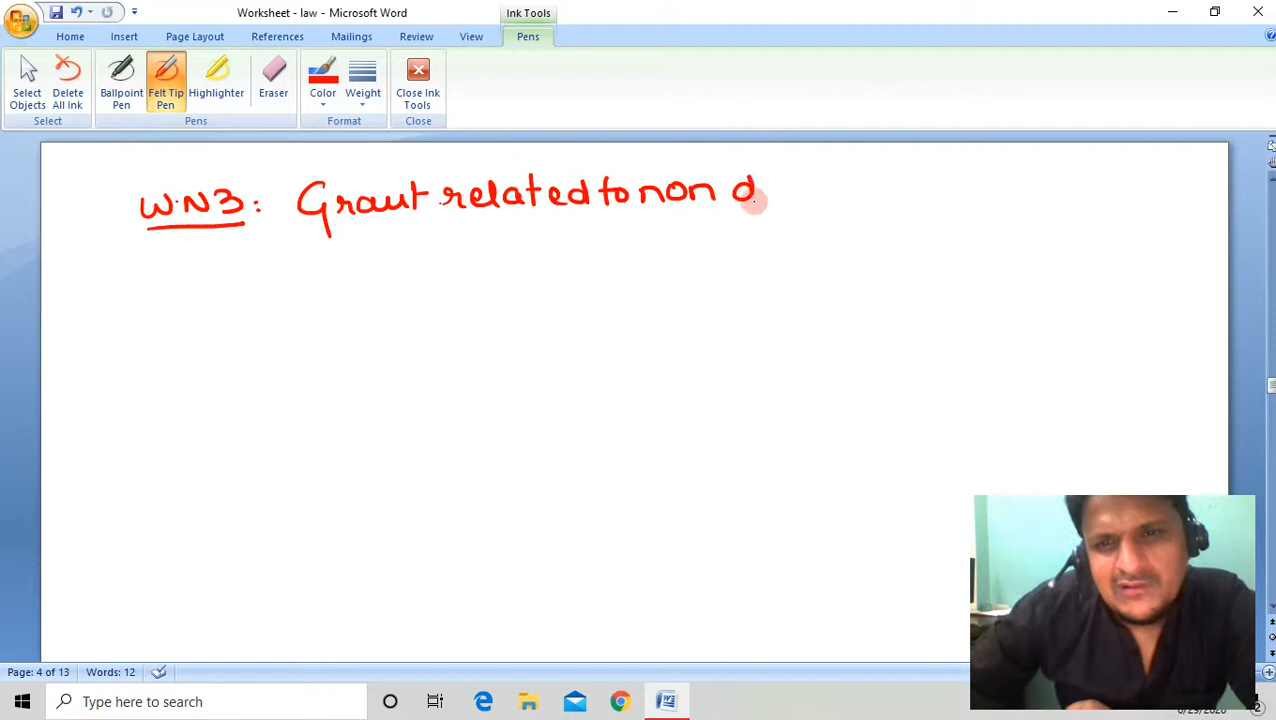 Worksheet - law - Microsoft Word
Ink Tools
Home
Insert
Page Layout
References
Mailings
Review
View
Pens
Select Objects
Delete All Ink
Ballpoint Pen
Felt Tip Pen
Highlighter
Eraser
Color
Weight
Close Ink Tools
Select
Pens
Format
Close
W.N3: Grant related to non d
Page: 4 of 13
Words: 12
Type here to search